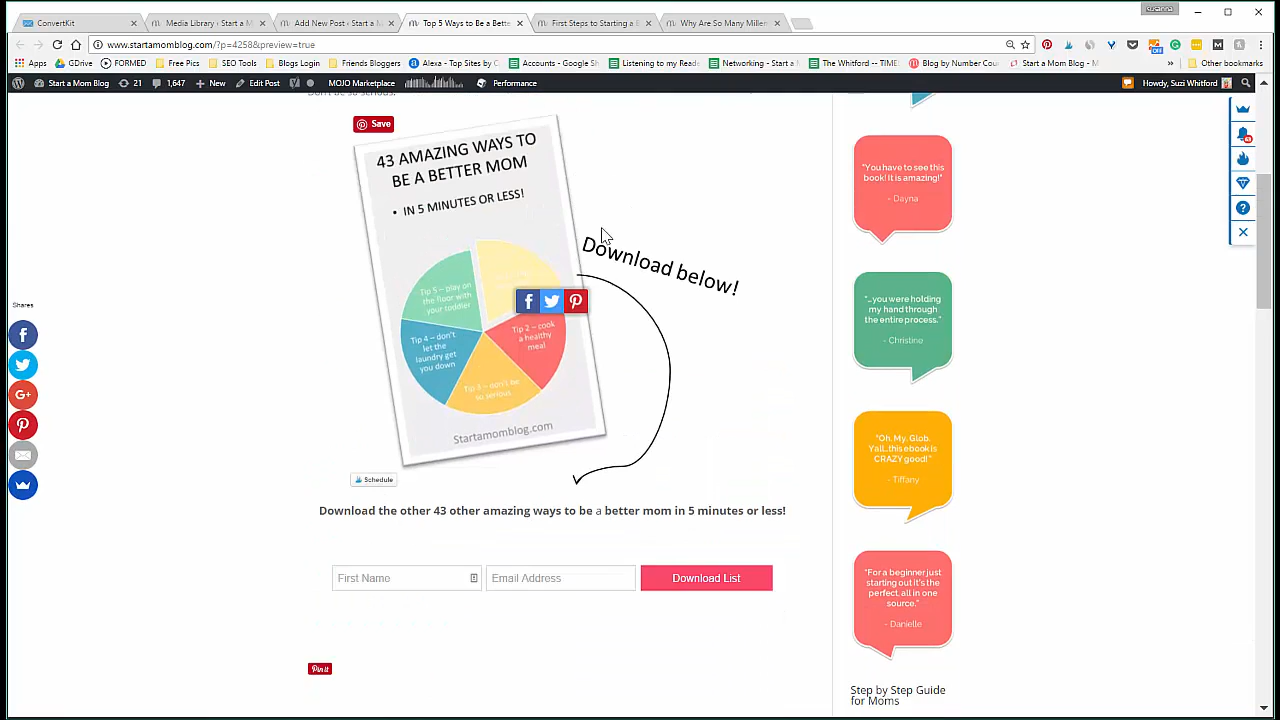 ConvertKit
Media Library ‹ Start a M
Add New Post ‹ Start a M
Top 5 Ways to Be a Bette
First Steps to Starting a B
Why Are So Many Millen
www.startamomblog.com/?p=4258&preview=true
Apps
GDrive
FORMED
Free Pics
SEO Tools
Blogs Login
Friends Bloggers
Alexa - Top Sites by C
Accounts - Google Sh
Listening to my Read
Networking - Start a
The Whitford -- TIME
Blog by Number Cou
Start a Mom Blog - M
Other bookmarks
Start a Mom Blog
21
1,647
New
Edit Post
MOJO Marketplace
Performance
Howdy, Suzi Whitford
Don't be so serious.
Save
43 AMAZING WAYS TO
BE A BETTER MOM
• IN 5 MINUTES OR LESS!
Tip 5 – play on
the floor with
your toddler
Tip 4 – don't
let the
laundry get
you down
Tip 2 – cook
a healthy
meal
Tip 3 – don't be
so serious
Startamomblog.com
Download below!
Schedule
Download the other 43 other amazing ways to be a better mom in 5 minutes or less!
First Name
Email Address
Download List
Pin it
Shares
"You have to see this
book! It is amazing!"
- Dayna
"...you were holding
my hand through
the entire process."
- Christine
"Oh. My. Glob.
Yall...this ebook is
CRAZY good!"
- Tiffany
"For a beginner just
starting out it's the
perfect, all in one
source."
- Danielle
Step by Step Guide
for Moms